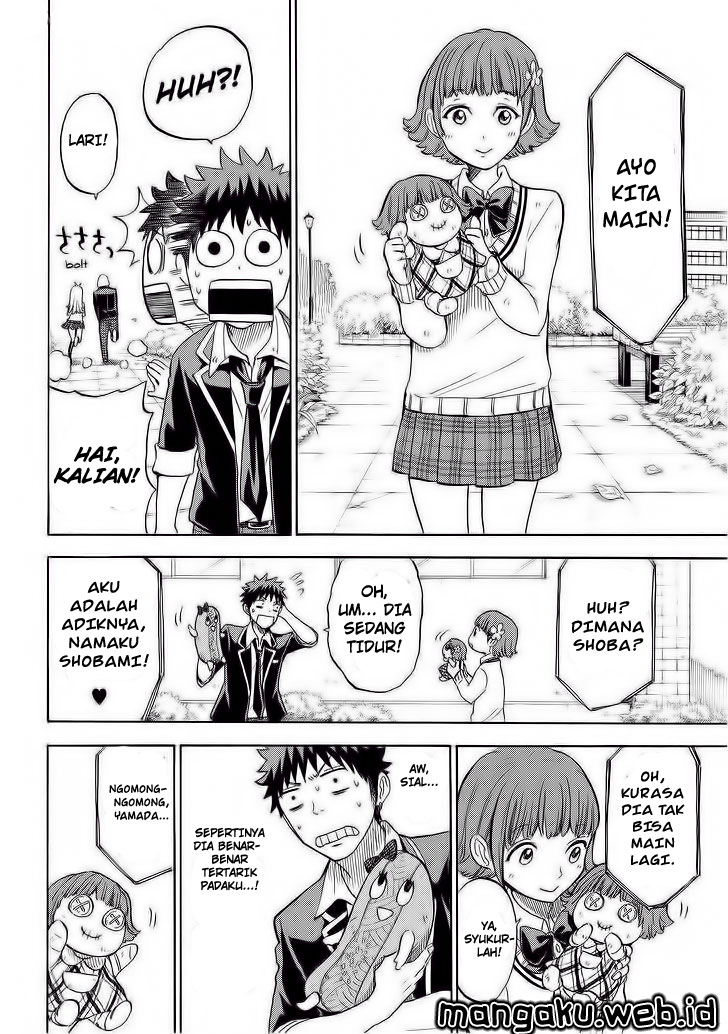 AYO
KITA
MAIN!
HUH?!
LARI!
さささっ
bolt
HAI,
KALIAN!
HUH?
DIMANA
SHOBA?
OH,
UM... DIA
SEDANG
TIDUR!
AKU
ADALAH
ADIKNYA,
NAMAKU
SHOBAMI!
♥
OH,
KURASA
DIA TAK
BISA
MAIN
LAGI.
YA,
SYUKUR-
LAH!
AW,
SIAL...
SEPERTINYA
DIA BENAR-
BENAR
TERTARIK
PADAKU...!
NGOMONG-
NGOMONG,
YAMADA...
mangaku.web.id